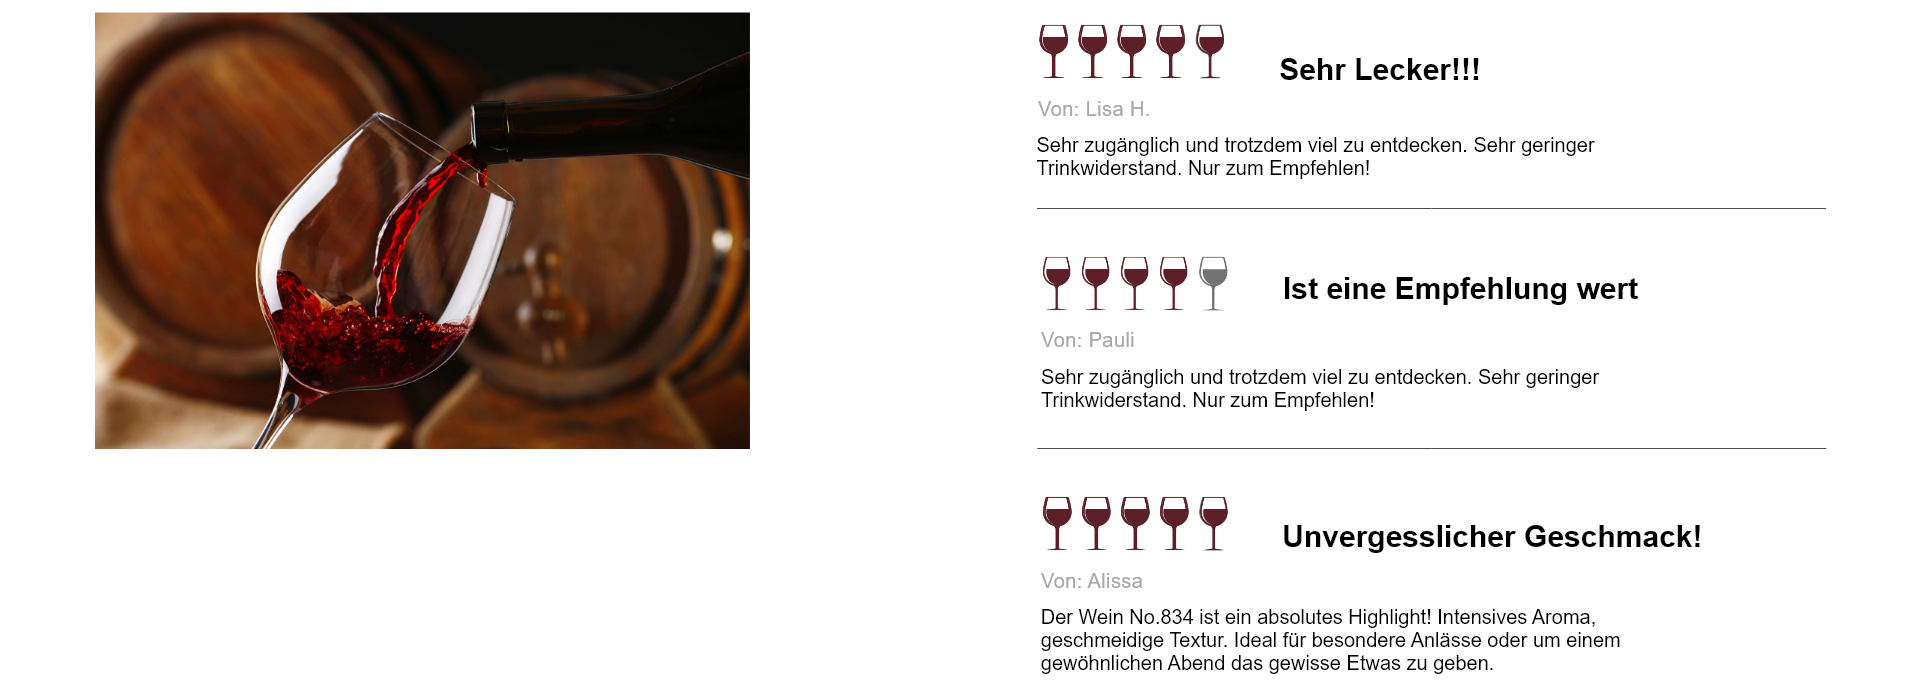 Sehr Lecker!!!
Von: Lisa H.
Sehr zugänglich und trotzdem viel zu entdecken. Sehr geringer
Trinkwiderstand. Nur zum Empfehlen!
Ist eine Empfehlung wert
Von: Pauli
Sehr zugänglich und trotzdem viel zu entdecken. Sehr geringer
Trinkwiderstand. Nur zum Empfehlen!
Unvergesslicher Geschmack!
Von: Alissa
Der Wein No.834 ist ein absolutes Highlight! Intensives Aroma,
geschmeidige Textur. Ideal für besondere Anlässe oder um einem
gewöhnlichen Abend das gewisse Etwas zu geben.